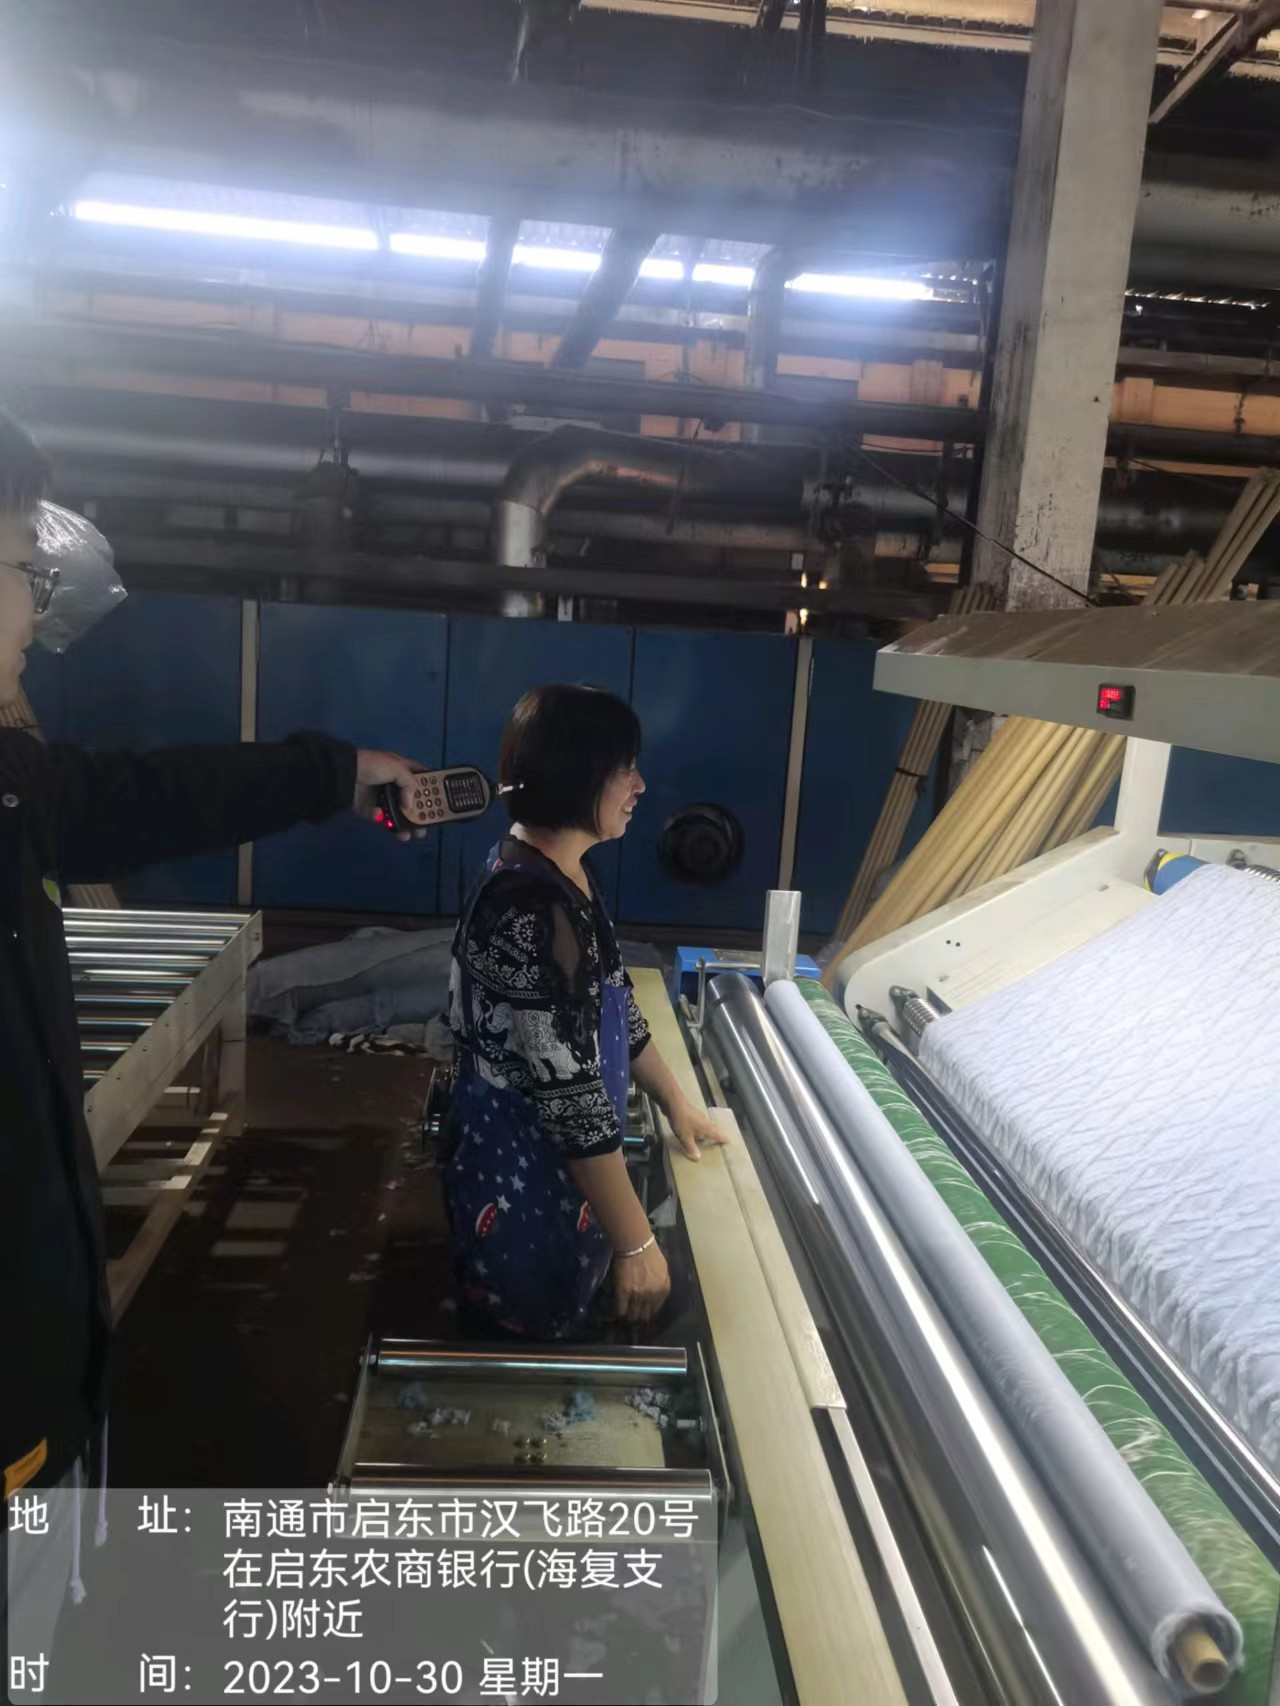 地 址：南通市启东市汉飞路20号
在启东农商银行(海复支
行)附近
时 间：2023-10-30 星期一